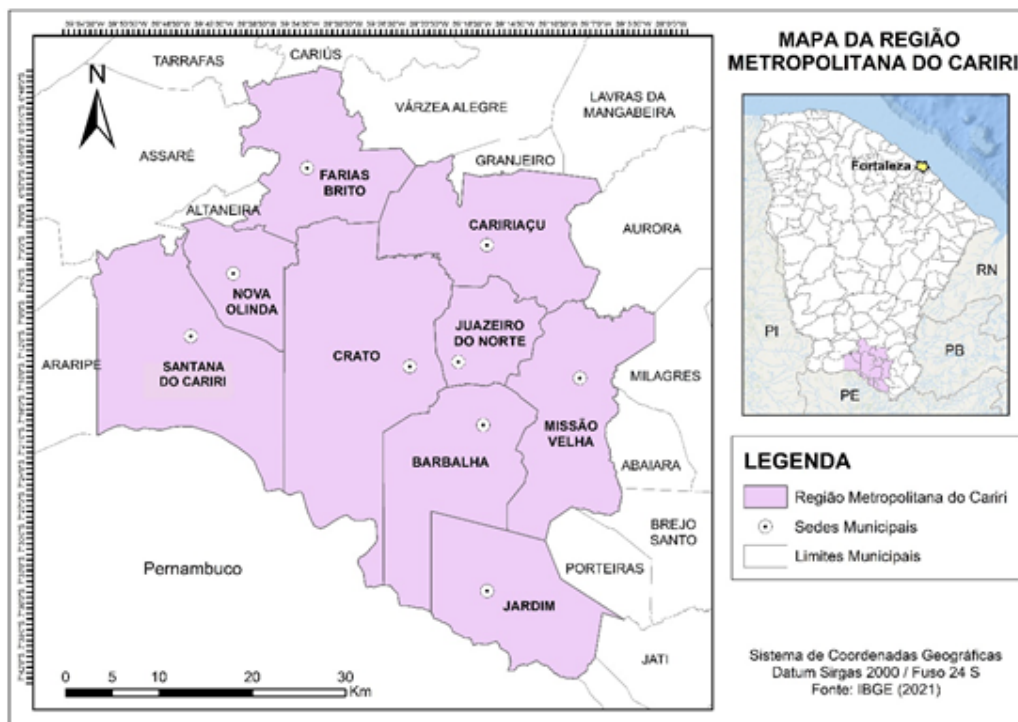 MAPA DA REGIÃO
METROPOLITANA DO CARIRI
N
TARRAFAS
CARIÚS
VÁRZEA ALEGRE
LAVRAS DA
MANGABEIRA
ASSARÉ
GRANJEIRO
FARIAS
BRITO
ALTANEIRA
CARIRIAÇU
AURORA
NOVA
OLINDA
JUAZEIRO
DO NORTE
CRATO
ARARIPE
SANTANA
DO CARIRI
MILAGRES
MISSÃO
VELHA
BARBALHA
ABAIARA
BREJO
SANTO
Pernambuco
PORTEIRAS
JARDIM
JATI
0 5 10 20 30
Km
Fortaleza
RN
PI
PB
PE
LEGENDA
Região Metropolitana do Cariri
Sedes Municipais
Limites Municipais
Sistema de Coordenadas Geográficas
Datum Sirgas 2000 / Fuso 24 S
Fonte: IBGE (2021)